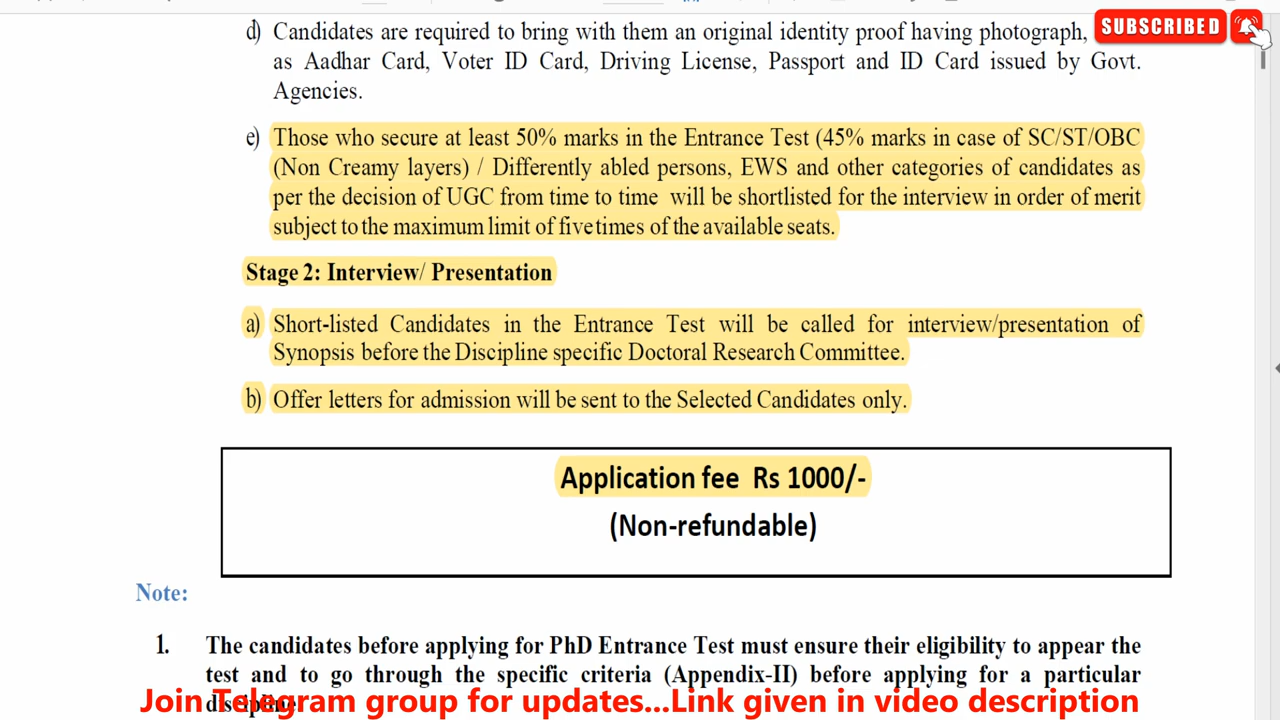 SUBSCRIBED
d) Candidates are required to bring with them an original identity proof having photograph,
as Aadhar Card, Voter ID Card, Driving License, Passport and ID Card issued by Govt.
Agencies.
e) Those who secure at least 50% marks in the Entrance Test (45% marks in case of SC/ST/OBC
(Non Creamy layers) / Differently abled persons, EWS and other categories of candidates as
per the decision of UGC from time to time will be shortlisted for the interview in order of merit
subject to the maximum limit of five times of the available seats.
Stage 2: Interview/ Presentation
a) Short-listed Candidates in the Entrance Test will be called for interview/presentation of
Synopsis before the Discipline specific Doctoral Research Committee.
b) Offer letters for admission will be sent to the Selected Candidates only.
Application fee Rs 1000/-
(Non-refundable)
Note:
1. The candidates before applying for PhD Entrance Test must ensure their eligibility to appear the
test and to go through the specific criteria (Appendix-II) before applying for a particular
Join Telegram group for updates...Link given in video description